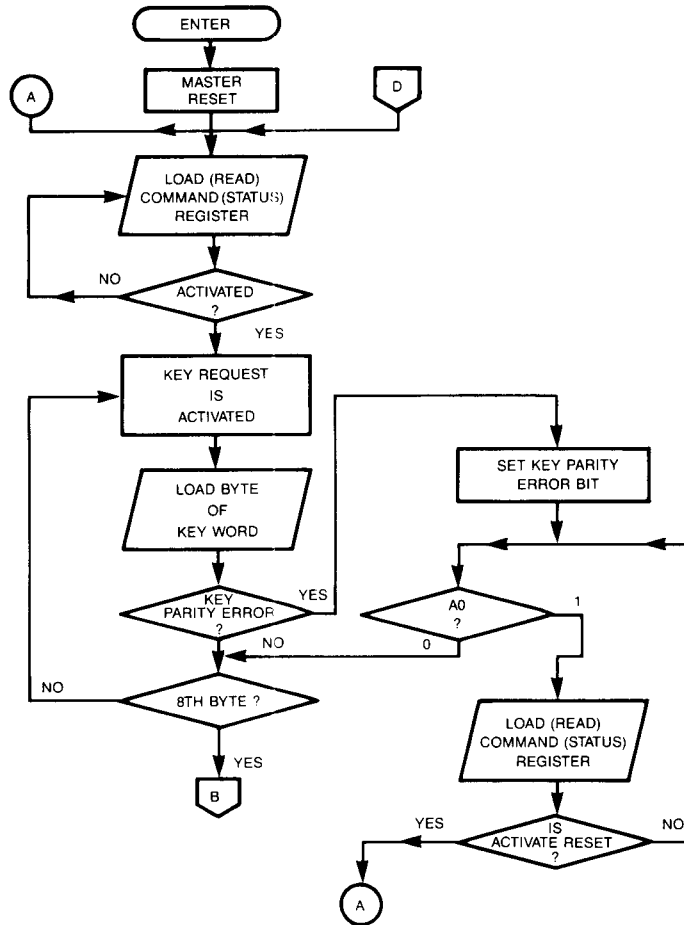 ENTER
MASTER
RESET
A
D
LOAD (READ)
COMMAND (STATUS)
REGISTER
NO
ACTIVATED
?
YES
KEY REQUEST
IS
ACTIVATED
SET KEY PARITY
ERROR BIT
LOAD BYTE
OF
KEY WORD
KEY
PARITY ERROR
?
YES
NO
A0
?
1
0
NO
8TH BYTE ?
YES
B
LOAD (READ)
COMMAND (STATUS)
REGISTER
YES
IS
ACTIVATE RESET
?
NO
A